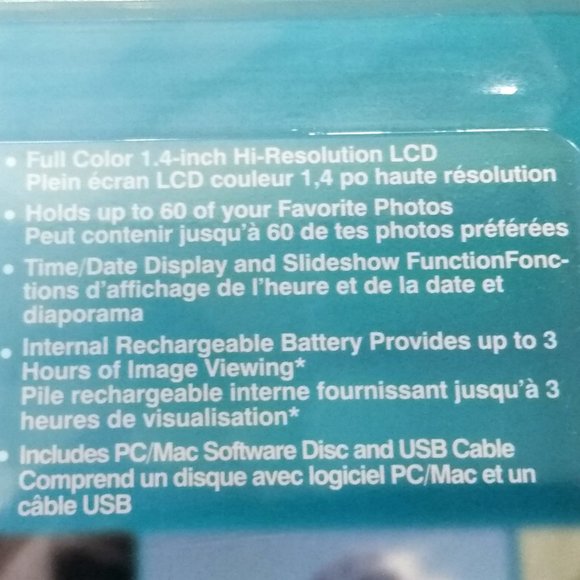 • Full Color 1.4-inch Hi-Resolution LCD
Plein écran LCD couleur 1,4 po haute résolution
• Holds up to 60 of your Favorite Photos
Peut contenir jusqu'à 60 de tes photos préférées
• Time/Date Display and Slideshow FunctionFonc-
tions d'affichage de l'heure et de la date et
diaporama
• Internal Rechargeable Battery Provides up to 3
Hours of Image Viewing*
Pile rechargeable interne fournissant jusqu'à 3
heures de visualisation*
• Includes PC/Mac Software Disc and USB Cable
Comprend un disque avec logiciel PC/Mac et un
câble USB